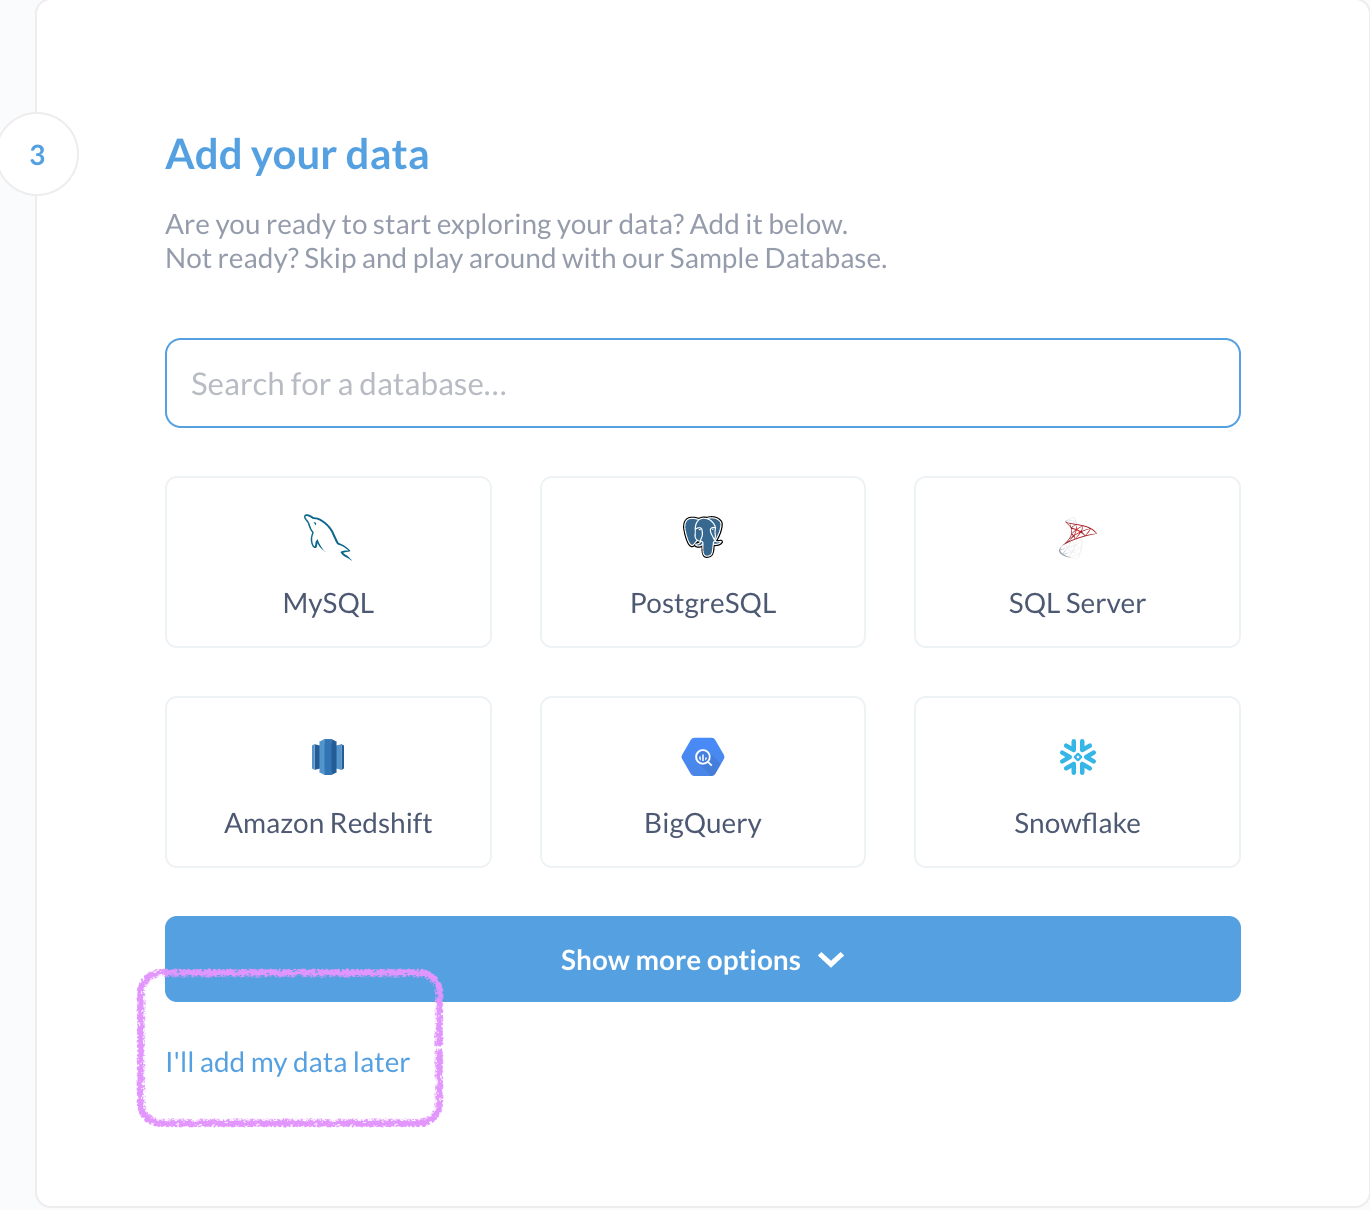 3
Add your data
Are you ready to start exploring your data? Add it below.
Not ready? Skip and play around with our Sample Database.
Search for a database...
MySQL
PostgreSQL
SQL Server
Amazon Redshift
BigQuery
Snowflake
Show more options
I'll add my data later